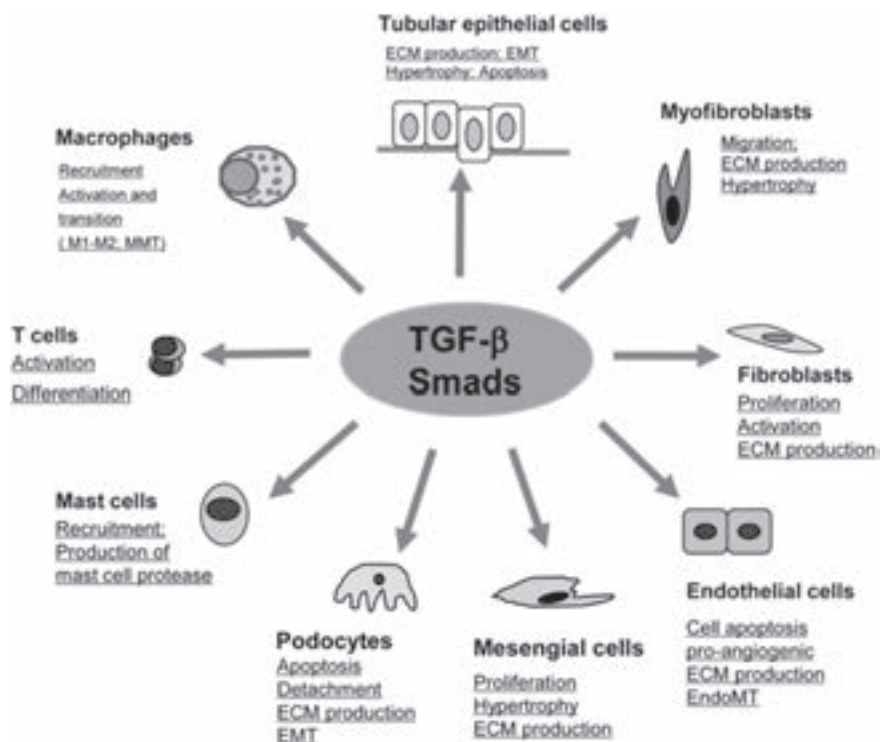 Tubular epithelial cells
ECM production; EMT
Hypertrophy; Apoptosis
Macrophages
Recruitment
Activation and
transition
( M1-M2; MMT)
Myofibroblasts
Migration;
ECM production
Hypertrophy
T cells
Activation
Differentiation
TGF-β
Smads
Fibroblasts
Proliferation
Activation
ECM production
Mast cells
Recruitment;
Production of
mast cell protease
Podocytes
Apoptosis
Detachment
ECM production
EMT
Mesengial cells
Proliferation
Hypertrophy
ECM production
Endothelial cells
Cell apoptosis
pro-angiogenic
ECM production
EndoMT